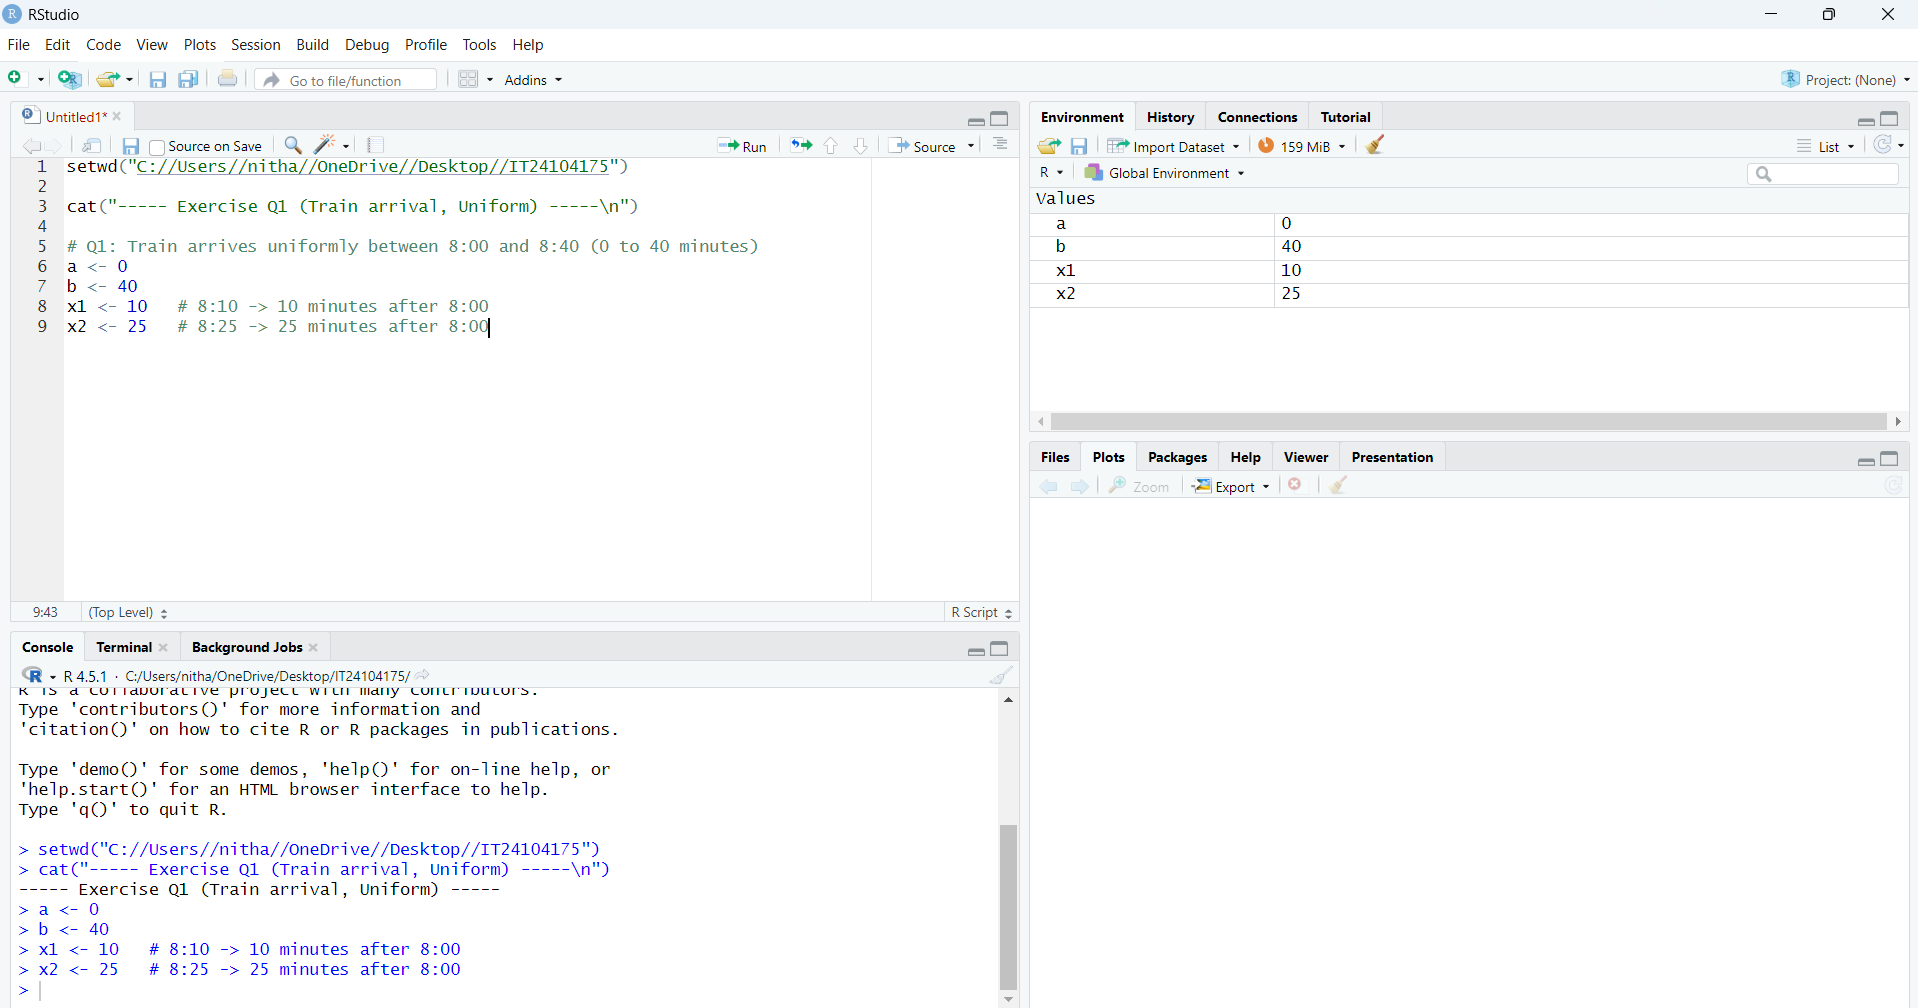 RStudio
File Edit Code View Plots Session Build Debug Profile Tools Help
Go to file/function Addins Project: (None)
Untitled1*
Source on Save Run Source
1 setwd("C://Users//nitha//OneDrive//Desktop//IT24104175")
2
3 cat("----- Exercise Q1 (Train arrival, Uniform) -----\n")
4
5 # Q1: Train arrives uniformly between 8:00 and 8:40 (0 to 40 minutes)
6 a <- 0
7 b <- 40
8 x1 <- 10   # 8:10 -> 10 minutes after 8:00
9 x2 <- 25   # 8:25 -> 25 minutes after 8:00
9:43 (Top Level) R Script
Console Terminal Background Jobs
R 4.5.1 · C:/Users/nitha/OneDrive/Desktop/IT24104175/
R is a collaborative project with many contributors.
Type 'contributors()' for more information and
'citation()' on how to cite R or R packages in publications.
Type 'demo()' for some demos, 'help()' for on-line help, or
'help.start()' for an HTML browser interface to help.
Type 'q()' to quit R.
> setwd("C://Users//nitha//OneDrive//Desktop//IT24104175")
> cat("----- Exercise Q1 (Train arrival, Uniform) -----\n")
----- Exercise Q1 (Train arrival, Uniform) -----
> a <- 0
> b <- 40
> x1 <- 10   # 8:10 -> 10 minutes after 8:00
> x2 <- 25   # 8:25 -> 25 minutes after 8:00
>
Environment History Connections Tutorial
Import Dataset 159 MiB List
R Global Environment
Values
a 0
b 40
x1 10
x2 25
Files Plots Packages Help Viewer Presentation
Zoom Export